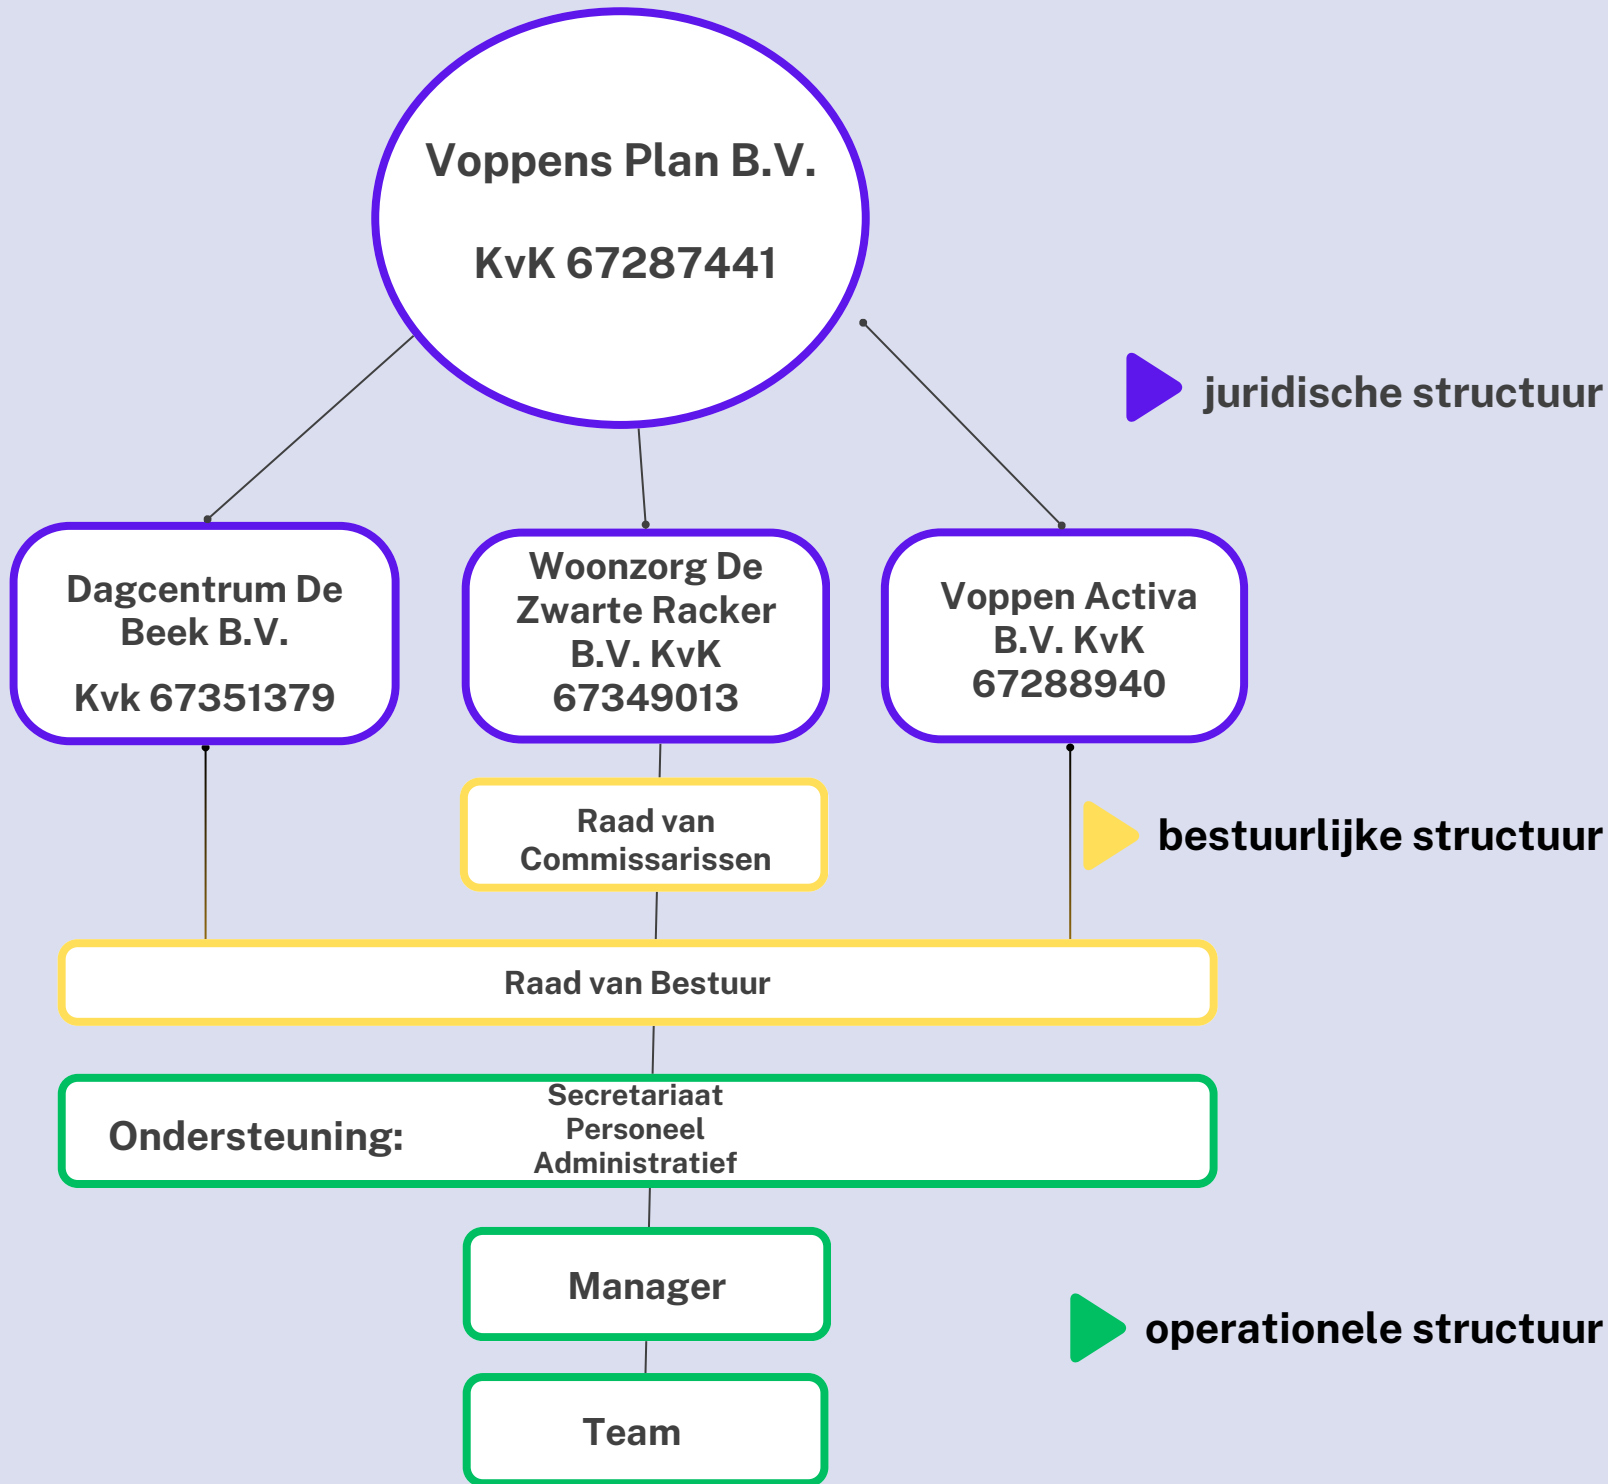 Voppens Plan B.V.
KvK 67287441
juridische structuur
Dagcentrum De
Beek B.V.
Kvk 67351379
Woonzorg De
Zwarte Racker
B.V. KvK
67349013
Voppen Activa
B.V. KvK
67288940
Raad van
Commissarissen
bestuurlijke structuur
Raad van Bestuur
Ondersteuning:
Secretariaat
Personeel
Administratief
Manager
operationele structuur
Team